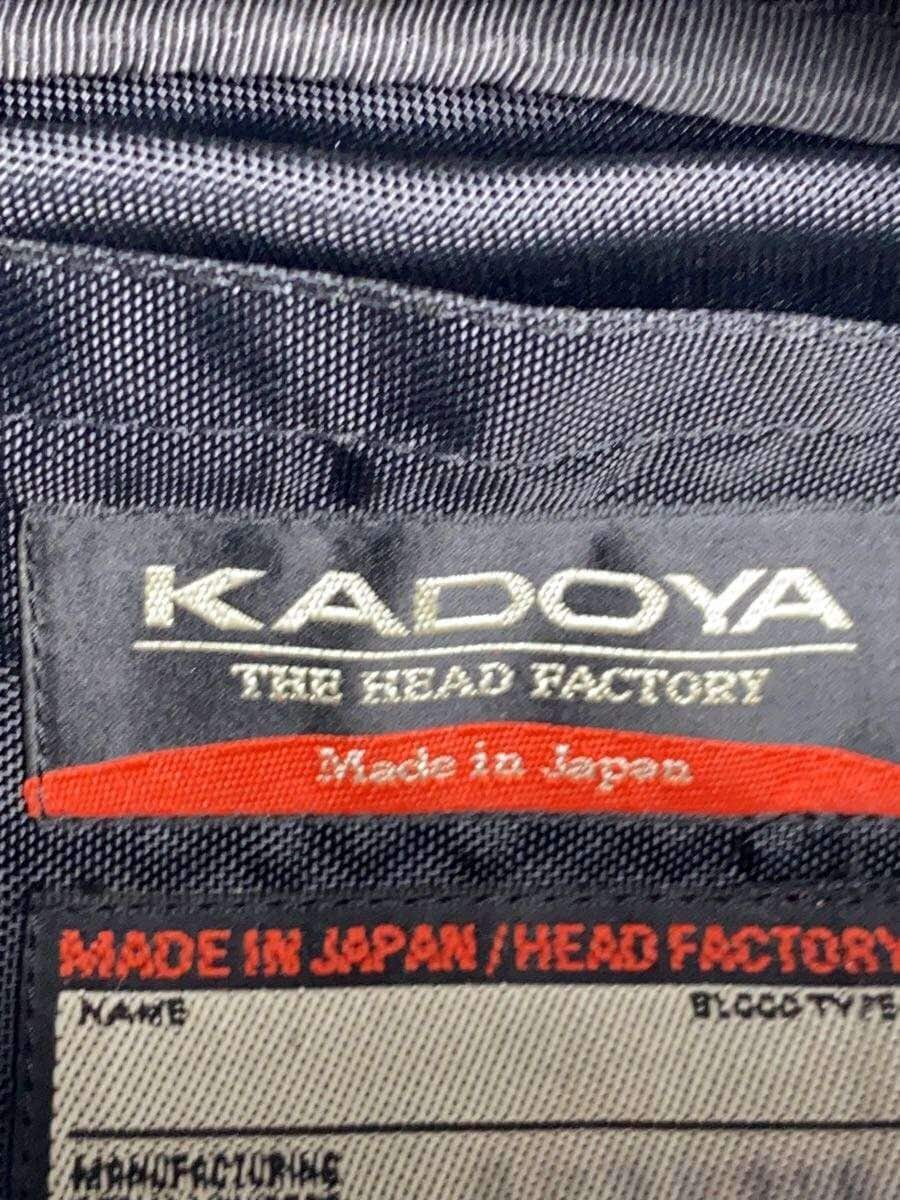 KADOYA
THE HEAD FACTORY
Made in Japan
MADE IN JAPAN / HEAD FACTORY
NAME BLOOD TYPE
MANUFACTURING